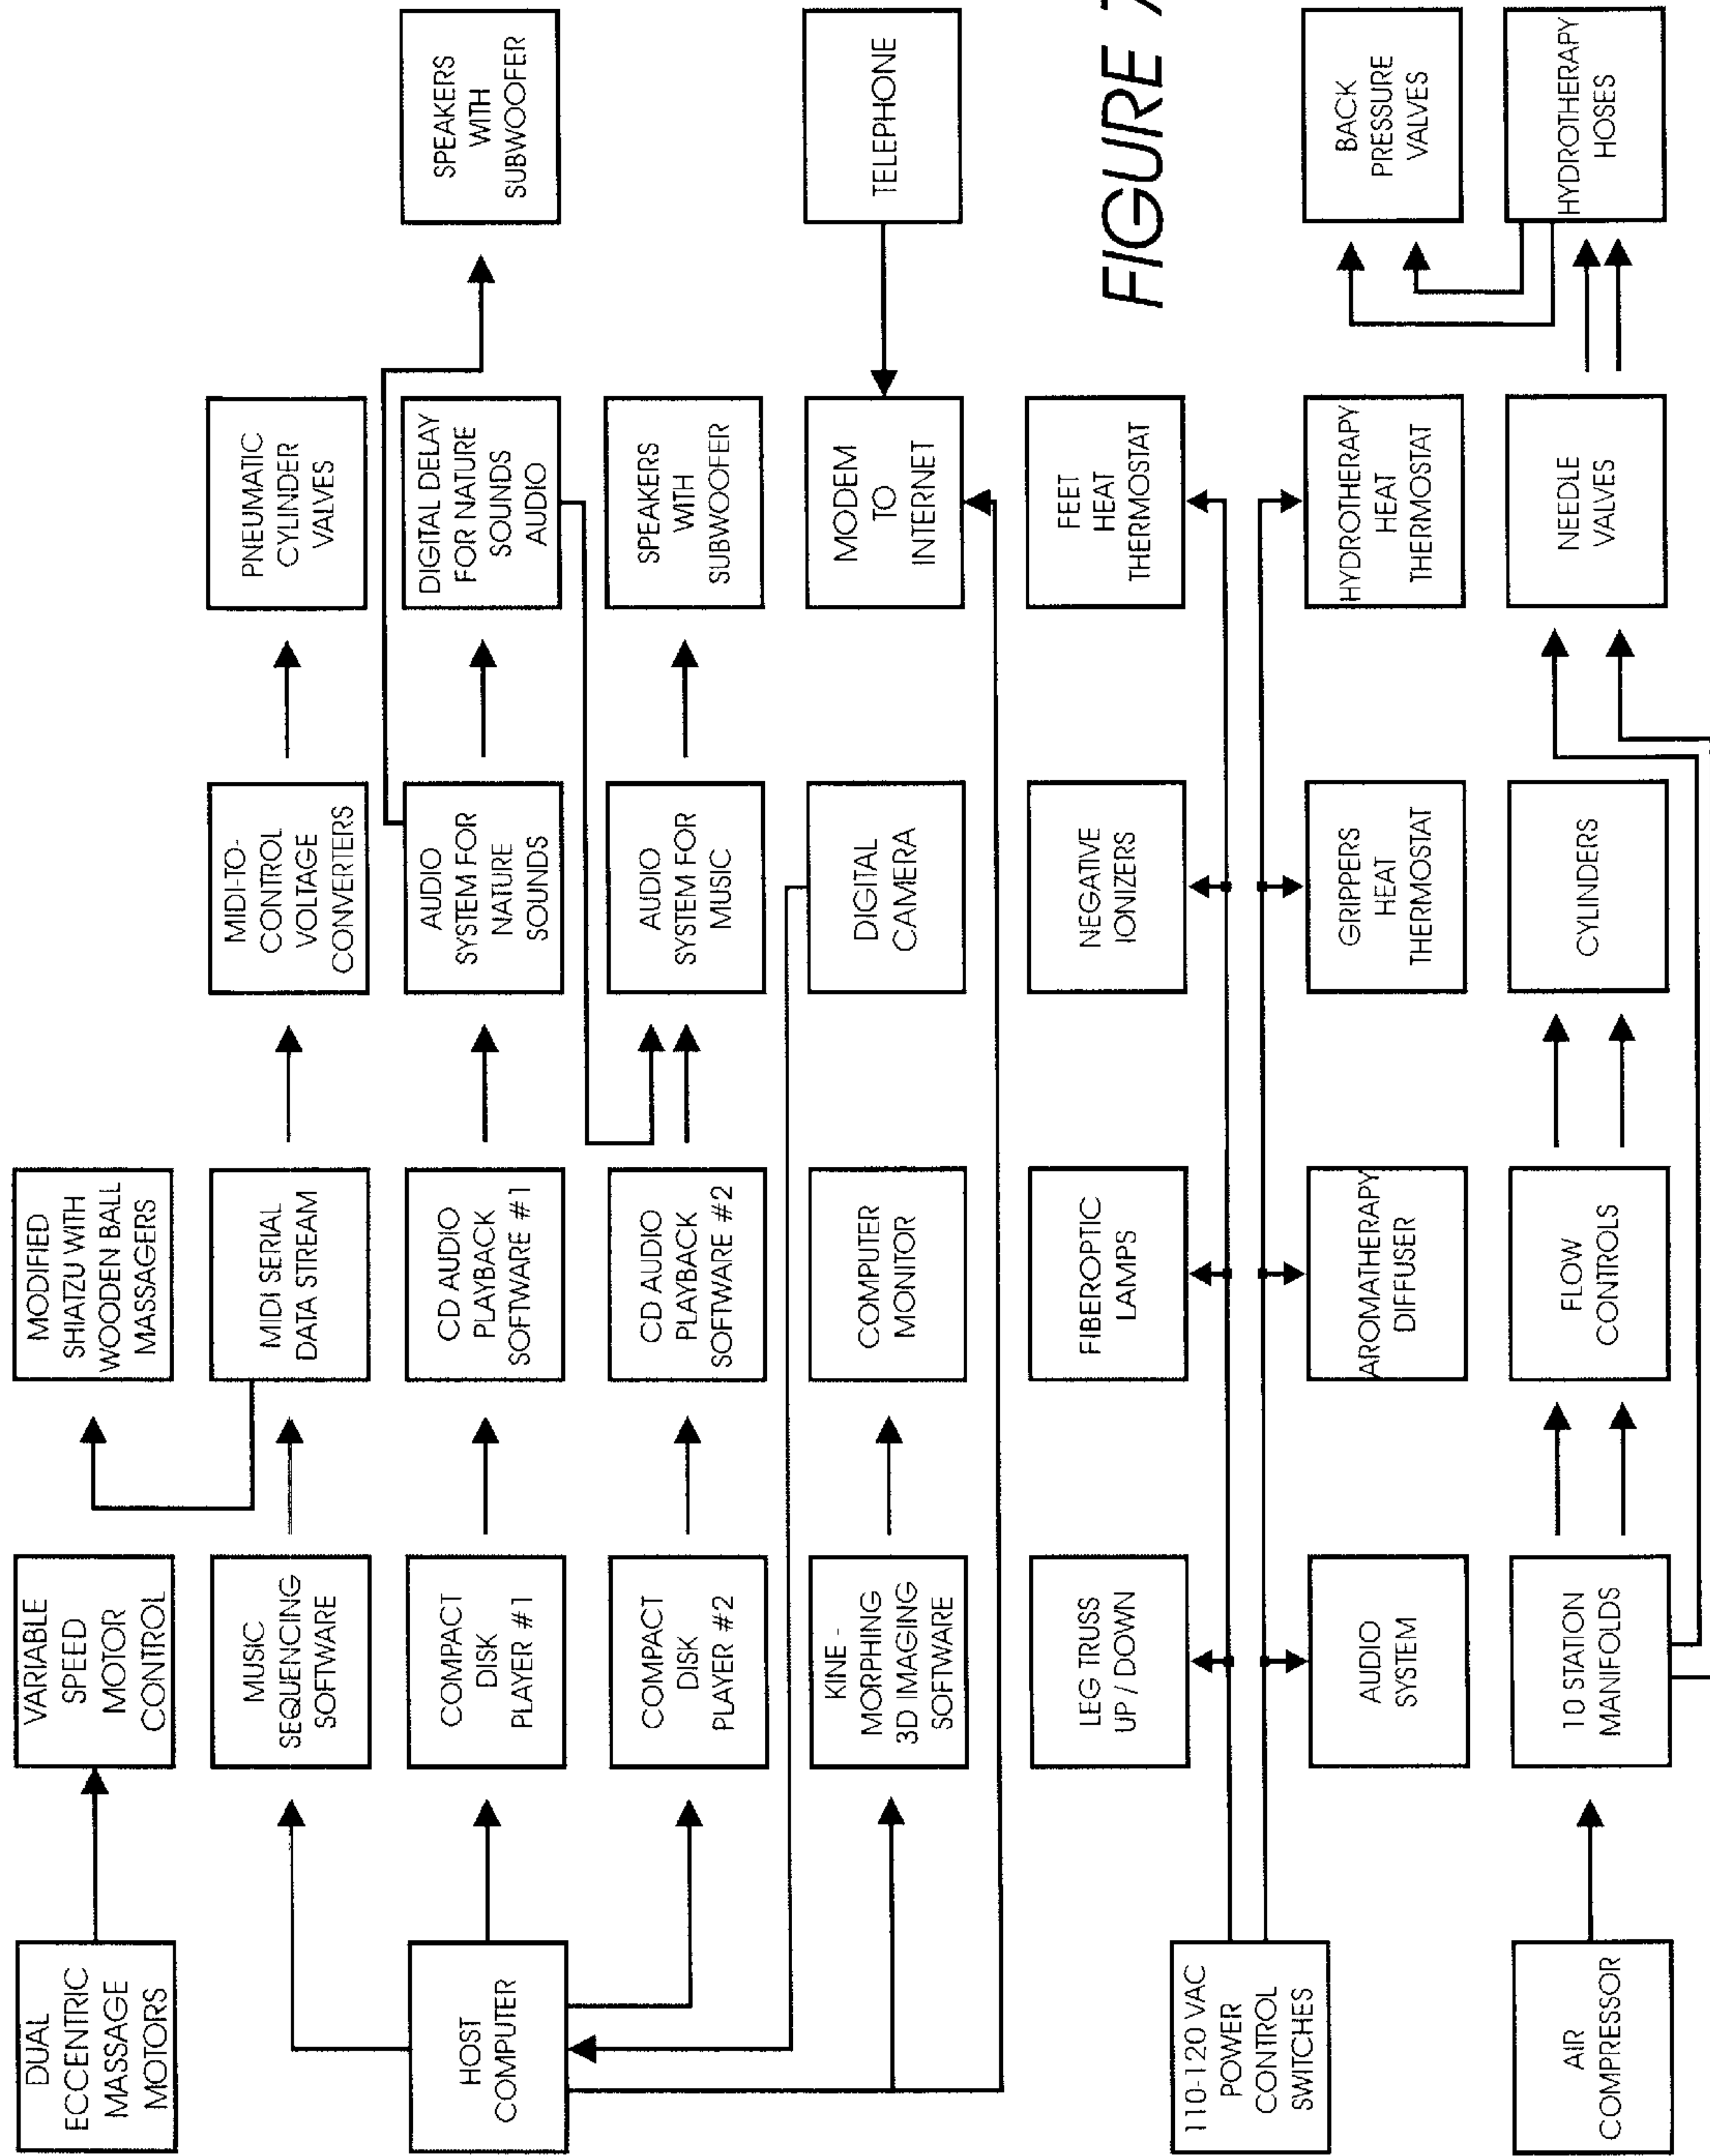 DUAL
ECCENTRIC
MASSAGE
MOTORS
VARIABLE
SPEED
MOTOR
CONTROL
MODIFIED
SHIATZU WITH
WOODEN BALL
MASSAGERS
MUSIC
SEQUENCING
SOFTWARE
MIDI SERIAL
DATA STREAM
MIDI-TO-
CONTROL
VOLTAGE
CONVERTERS
PNEUMATIC
CYLINDER
VALVES
HOST
COMPUTER
COMPACT
DISK
PLAYER #1
CD AUDIO
PLAYBACK
SOFTWARE #1
AUDIO
SYSTEM FOR
NATURE
SOUNDS
DIGITAL DELAY
FOR NATURE
SOUNDS
AUDIO
SPEAKERS
WITH
SUBWOOFER
COMPACT
DISK
PLAYER #2
CD AUDIO
PLAYBACK
SOFTWARE #2
AUDIO
SYSTEM FOR
MUSIC
SPEAKERS
WITH
SUBWOOFER
KINE -
MORPHING
3D IMAGING
SOFTWARE
COMPUTER
MONITOR
DIGITAL
CAMERA
MODEM
TO
INTERNET
TELEPHONE
LEG TRUSS
UP / DOWN
FIBEROPTIC
LAMPS
NEGATIVE
IONIZERS
FEET
HEAT
THERMOSTAT
FIGURE 7
110-120 VAC
POWER
CONTROL
SWITCHES
AUDIO
SYSTEM
AROMATHERAPY
DIFFUSER
GRIPPERS
HEAT
THERMOSTAT
HYDROTHERAPY
HEAT
THERMOSTAT
BACK
PRESSURE
VALVES
AIR
COMPRESSOR
10 STATION
MANIFOLDS
FLOW
CONTROLS
CYLINDERS
NEEDLE
VALVES
HYDROTHERAPY
HOSES